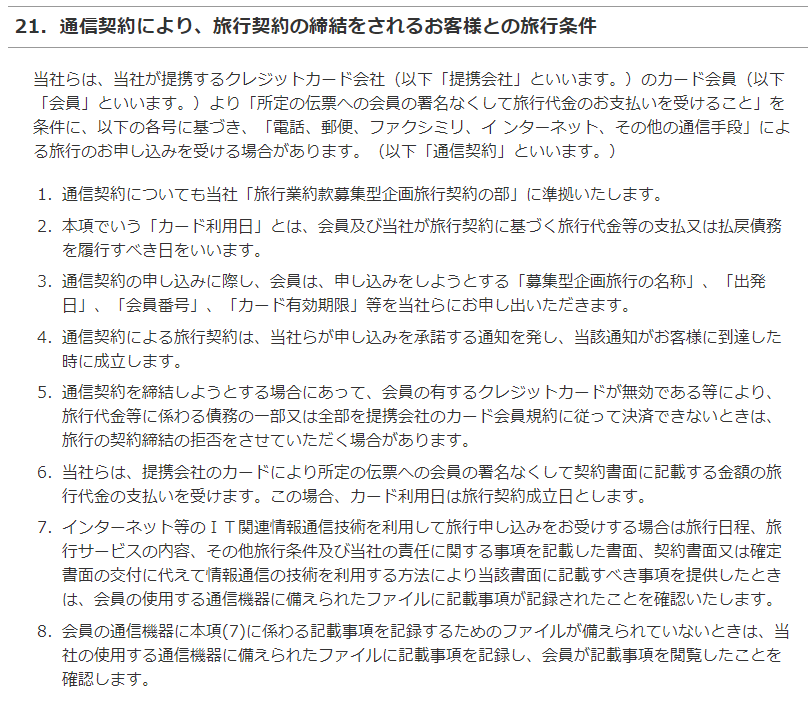 21．通信契約により、旅行契約の締結をされるお客様との旅行条件
当社らは、当社が提携するクレジットカード会社（以下「提携会社」といいます。）のカード会員（以下
「会員」といいます。）より「所定の伝票への会員の署名なくして旅行代金のお支払いを受けること」を
条件に、以下の各号に基づき、「電話、郵便、ファクシミリ、イ ンターネット、その他の通信手段」によ
る旅行のお申し込みを受ける場合があります。（以下「通信契約」といいます。）
1. 通信契約についても当社「旅行業約款募集型企画旅行契約の部」に準拠いたします。
2. 本項でいう「カード利用日」とは、会員及び当社が旅行契約に基づく旅行代金等の支払又は払戻債務
を履行すべき日をいいます。
3. 通信契約の申し込みに際し、会員は、申し込みをしようとする「募集型企画旅行の名称」、「出発
日」、「会員番号」、「カード有効期限」等を当社らにお申し出いただきます。
4. 通信契約による旅行契約は、当社らが申し込みを承諾する通知を発し、当該通知がお客様に到達した
時に成立します。
5. 通信契約を締結しようとする場合にあって、会員の有するクレジットカードが無効である等により、
旅行代金等に係わる債務の一部又は全部を提携会社のカード会員規約に従って決済できないときは、
旅行の契約締結の拒否をさせていただく場合があります。
6. 当社らは、提携会社のカードにより所定の伝票への会員の署名なくして契約書面に記載する金額の旅
行代金の支払いを受けます。この場合、カード利用日は旅行契約成立日とします。
7. インターネット等のＩＴ関連情報通信技術を利用して旅行申し込みをお受けする場合は旅行日程、旅
行サービスの内容、その他旅行条件及び当社の責任に関する事項を記載した書面、契約書面又は確定
書面の交付に代えて情報通信の技術を利用する方法により当該書面に記載すべき事項を提供したとき
は、会員の使用する通信機器に備えられたファイルに記載事項が記録されたことを確認いたします。
8. 会員の通信機器に本項(7)に係わる記載事項を記録するためのファイルが備えられていないときは、当
社の使用する通信機器に備えられたファイルに記載事項を記録し、会員が記載事項を閲覧したことを
確認します。